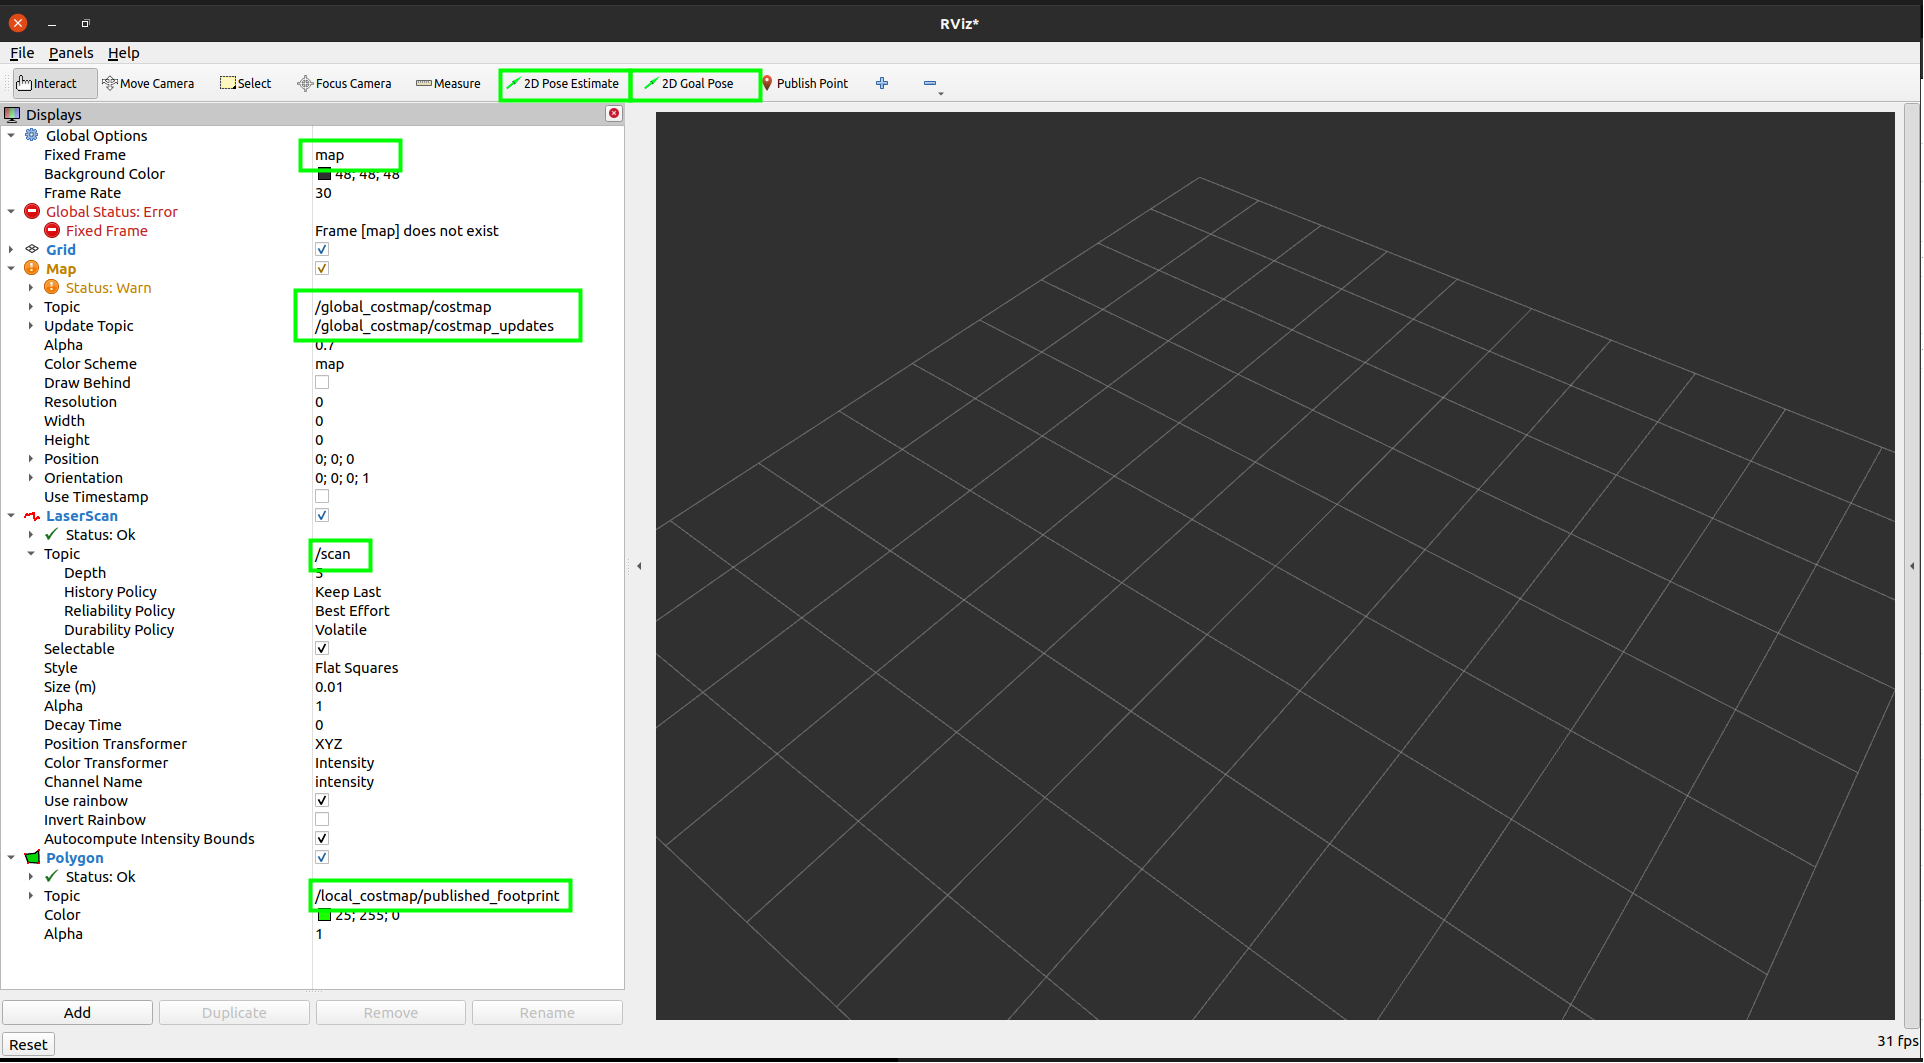 RViz*
File Panels Help
Interact Move Camera Select Focus Camera Measure 2D Pose Estimate 2D Goal Pose Publish Point
Displays
Global Options
Fixed Frame map
Background Color 48; 48; 48
Frame Rate 30
Global Status: Error
Fixed Frame Frame [map] does not exist
Grid
Map
Status: Warn
Topic /global_costmap/costmap
Update Topic /global_costmap/costmap_updates
Alpha 0.7
Color Scheme map
Draw Behind
Resolution 0
Width 0
Height 0
Position 0; 0; 0
Orientation 0; 0; 0; 1
Use Timestamp
LaserScan
Status: Ok
Topic /scan
Depth 5
History Policy Keep Last
Reliability Policy Best Effort
Durability Policy Volatile
Selectable
Style Flat Squares
Size (m) 0.01
Alpha 1
Decay Time 0
Position Transformer XYZ
Color Transformer Intensity
Channel Name intensity
Use rainbow
Invert Rainbow
Autocompute Intensity Bounds
Polygon
Status: Ok
Topic /local_costmap/published_footprint
Color 25; 255; 0
Alpha 1
Add Duplicate Remove Rename
Reset
31 fps